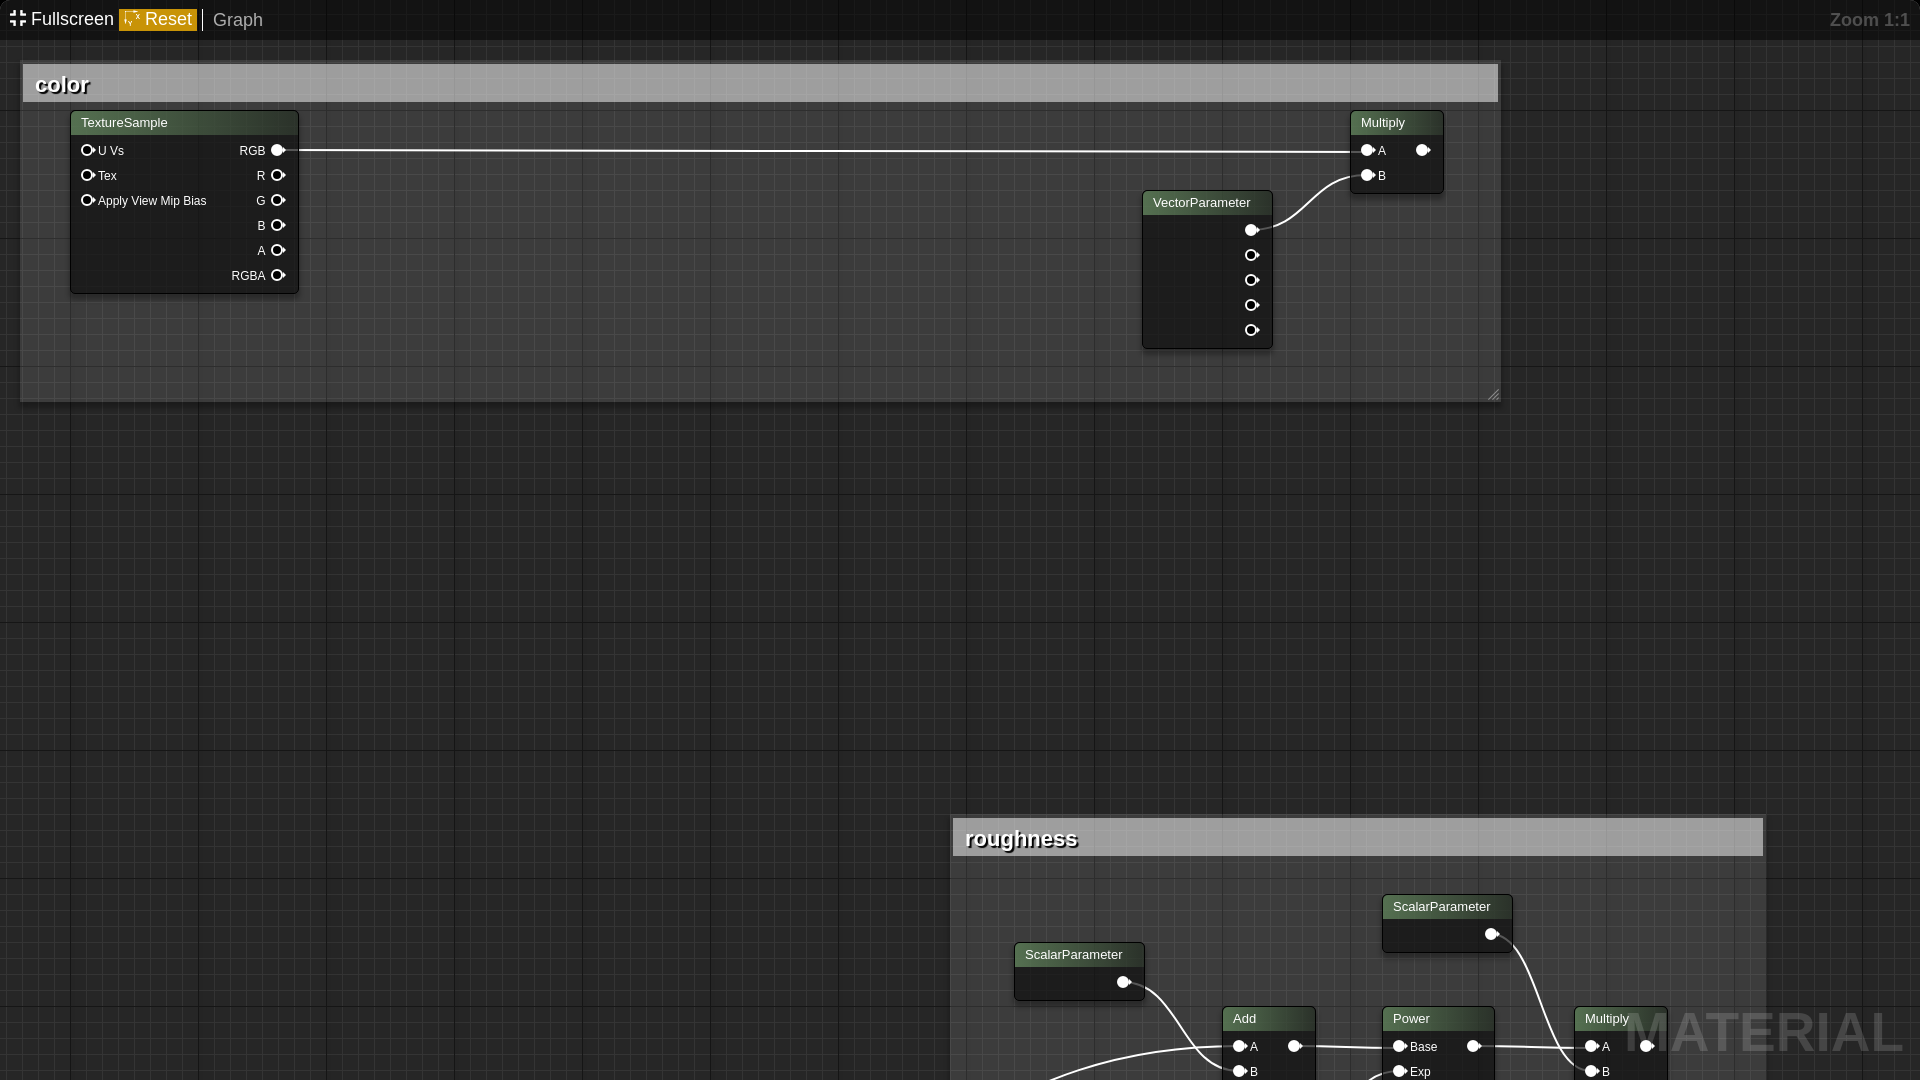 Fullscreen Reset Graph Zoom 1:1
color
TextureSample
U Vs RGB
Tex R
Apply View Mip Bias G
B
A
RGBA
Multiply
A
B
VectorParameter
roughness
ScalarParameter
ScalarParameter
Add
A
B
Power
Base
Exp
Multiply
A
B
MATERIAL